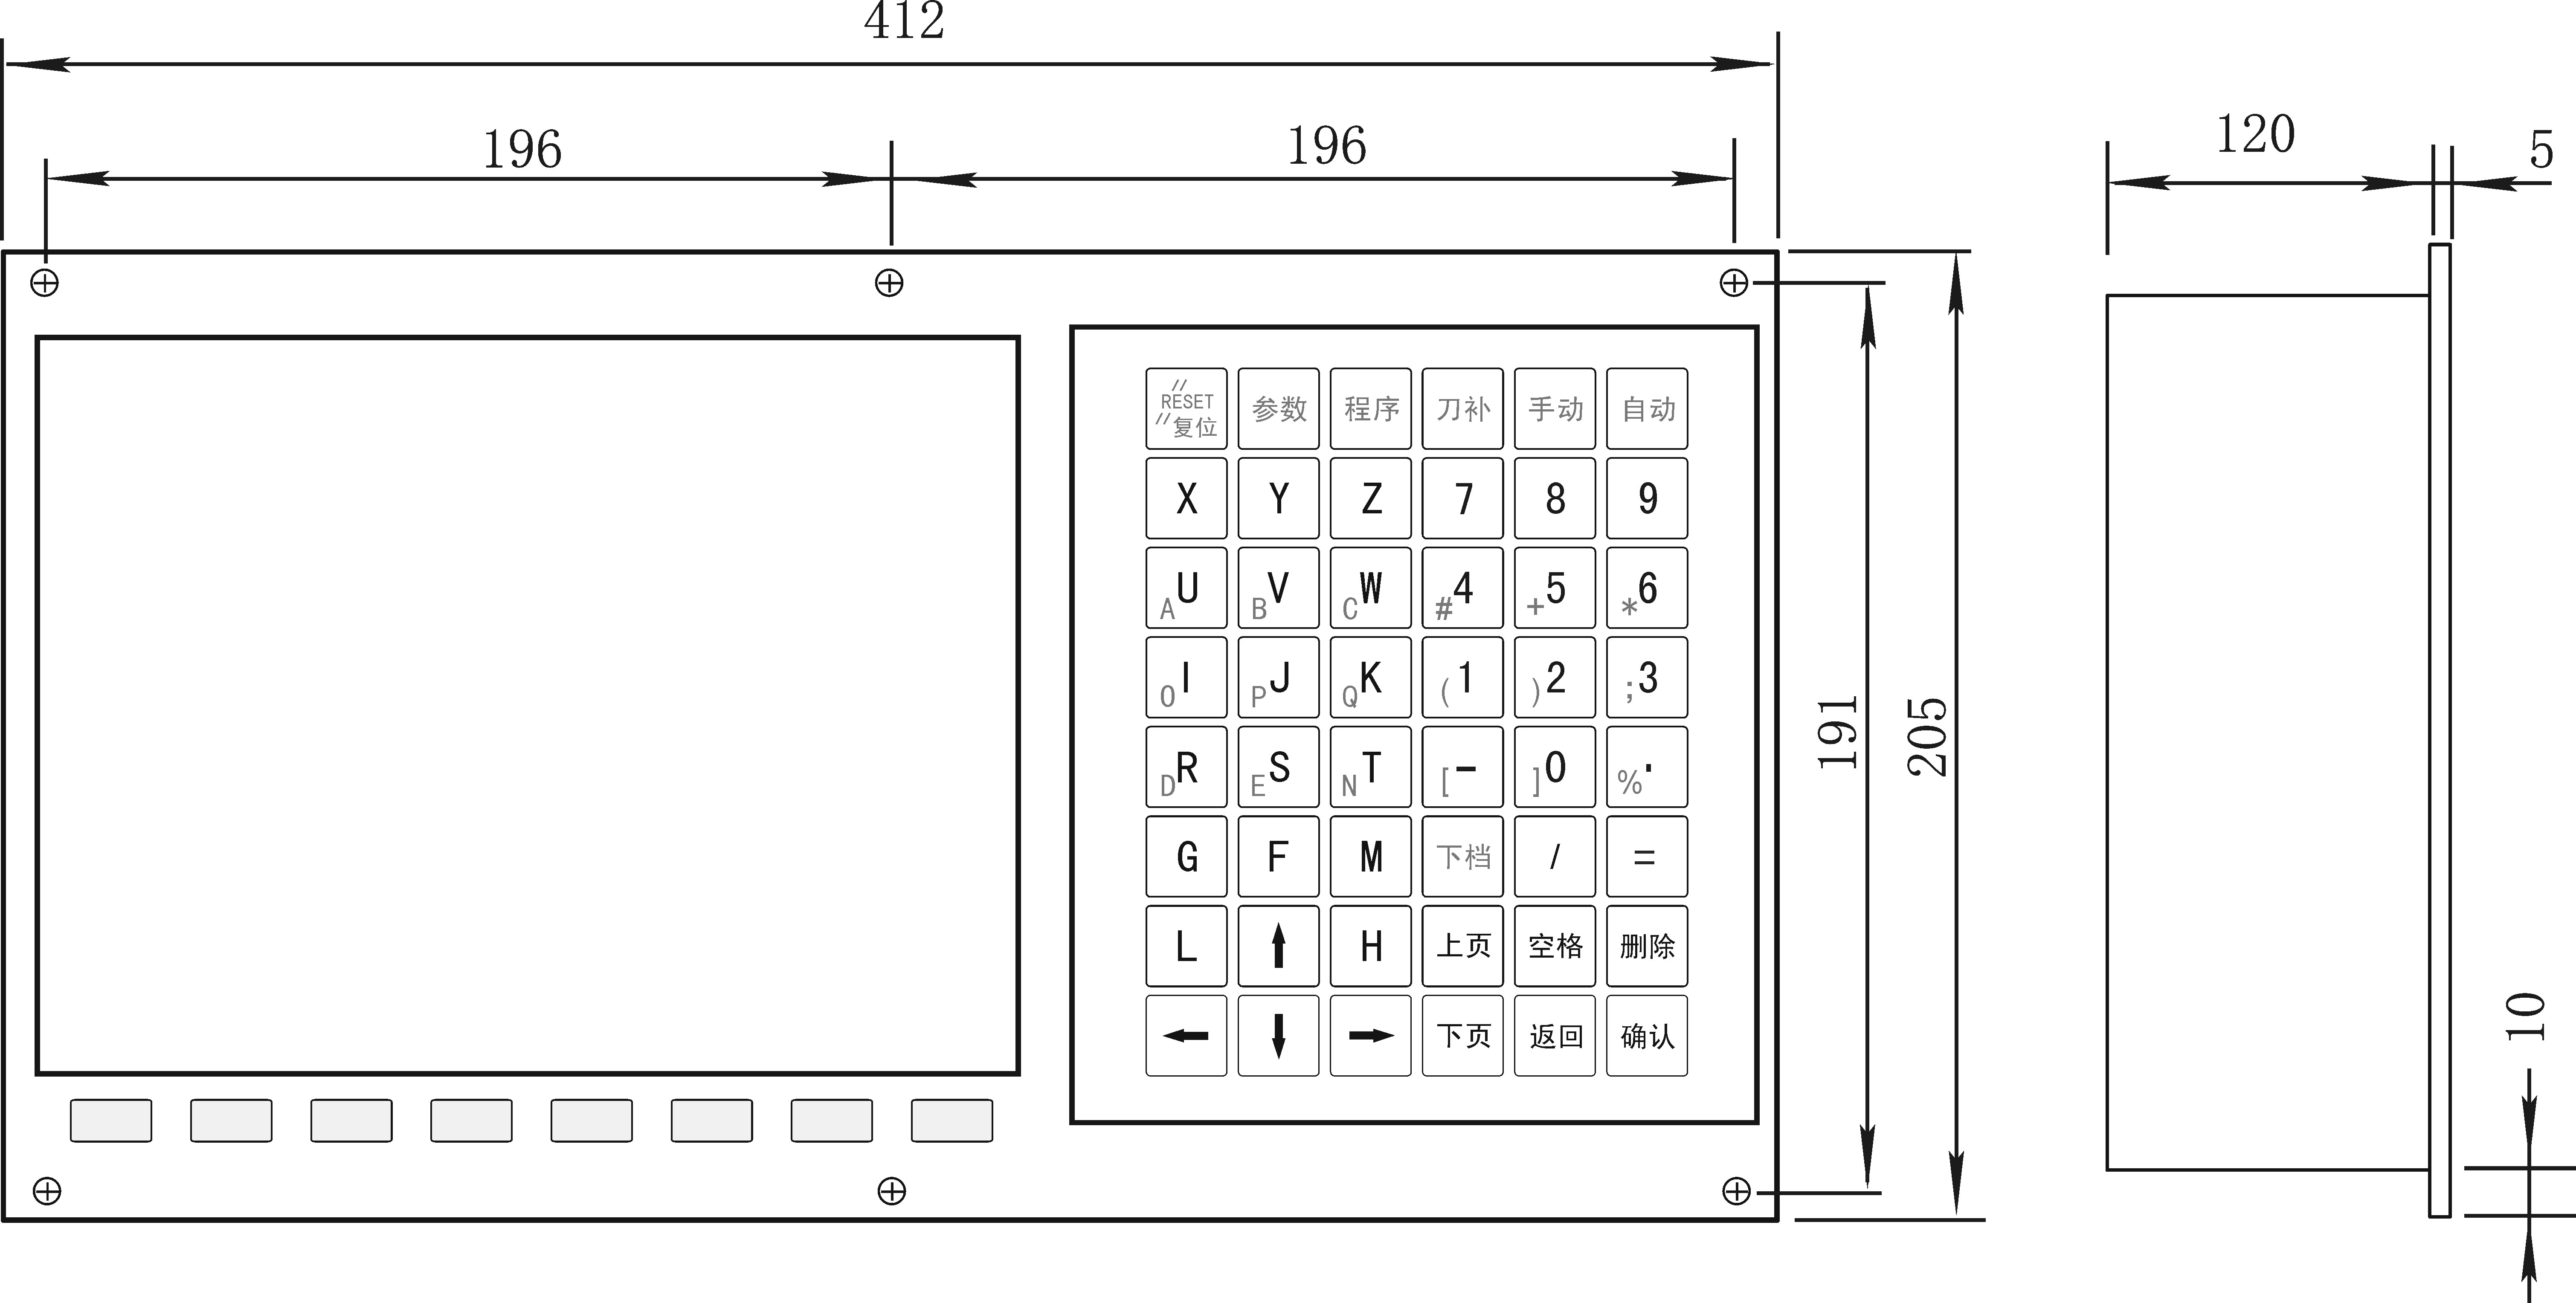 412
196 196 120 5
// RESET // 复位 参数 程序 刀补 手动 自动
X Y Z 7 8 9
A U B V C W # 4 + 5 * 6
O I P J Q K ( 1 ) 2 ; 3
D R E S N T [ - ] 0 % .
G F M 下档 / =
L ↑ H 上页 空格 删除
← ↓ → 下页 返回 确认
191
205
10